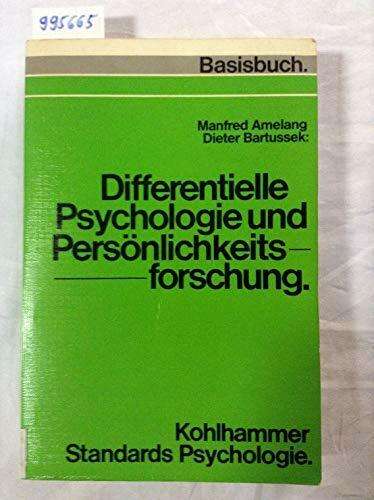 995665
Basisbuch.
Manfred Amelang
Dieter Bartussek:
Differentielle
Psychologie und
Persönlichkeits-
forschung.
Kohlhammer
Standards Psychologie.